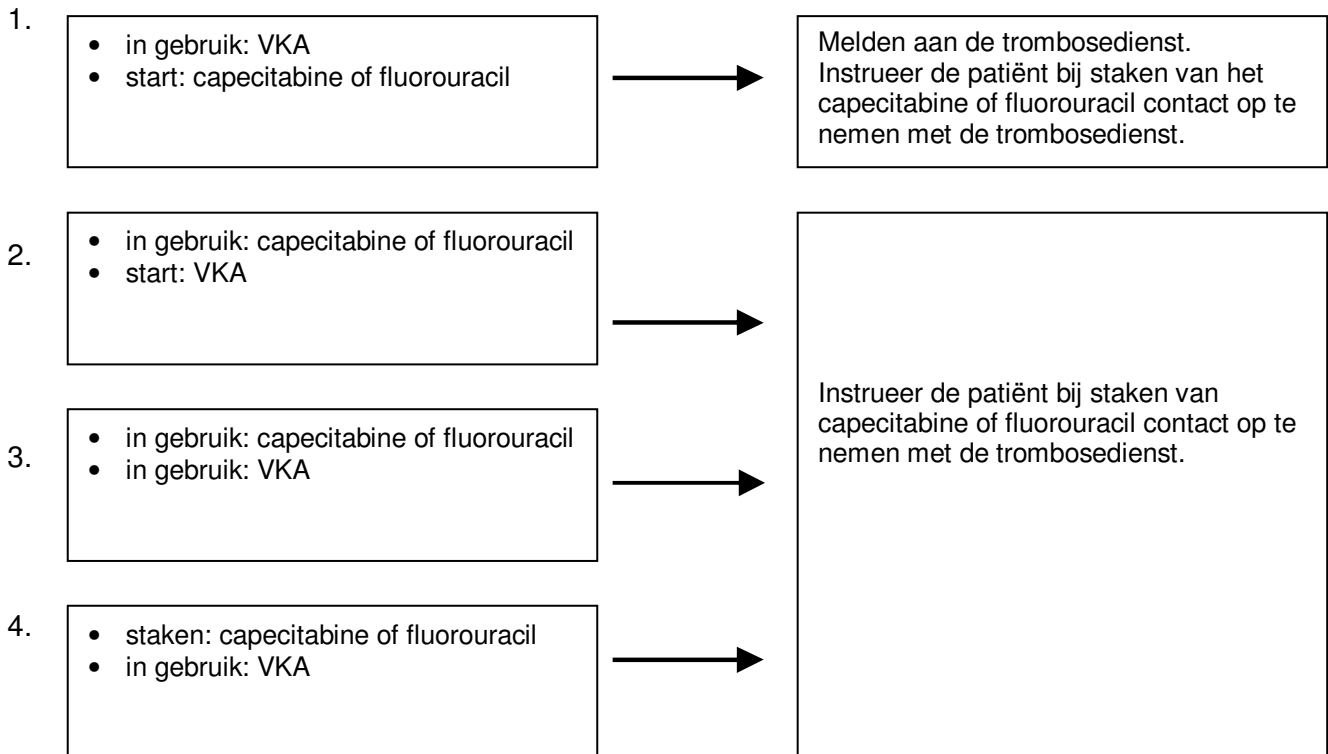 1.
• in gebruik: VKA
• start: capecitabine of fluorouracil
Melden aan de trombosedienst.
Instrueer de patiënt bij staken van het
capecitabine of fluorouracil contact op te
nemen met de trombosedienst.
2.
• in gebruik: capecitabine of fluorouracil
• start: VKA
3.
• in gebruik: capecitabine of fluorouracil
• in gebruik: VKA
4.
• staken: capecitabine of fluorouracil
• in gebruik: VKA
Instrueer de patiënt bij staken van
capecitabine of fluorouracil contact op te
nemen met de trombosedienst.